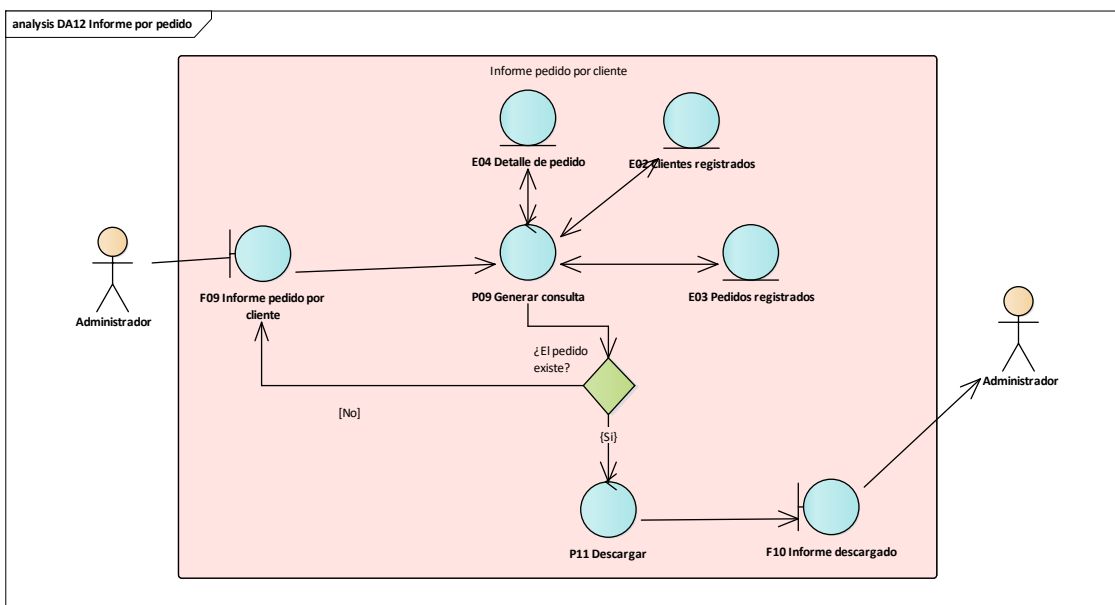 analysis DA12 Informe por pedido
Informe pedido por cliente
E04 Detalle de pedido
E02 Clientes registrados
F09 Informe pedido por
cliente
P09 Generar consulta
E03 Pedidos registrados
Administrador
¿El pedido
existe?
Administrador
[No]
{Si}
P11 Descargar
F10 Informe descargado